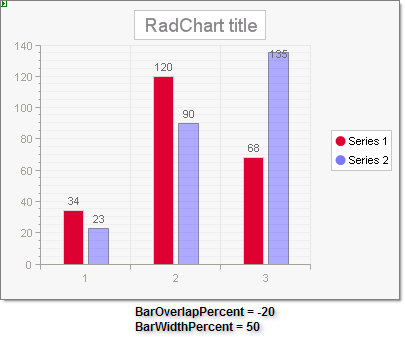 RadChart title
140
135
120
120
100
90
80
68
60
40
34
23
20
0
1 2 3
Series 1
Series 2
BarOverlapPercent = -20
BarWidthPercent = 50